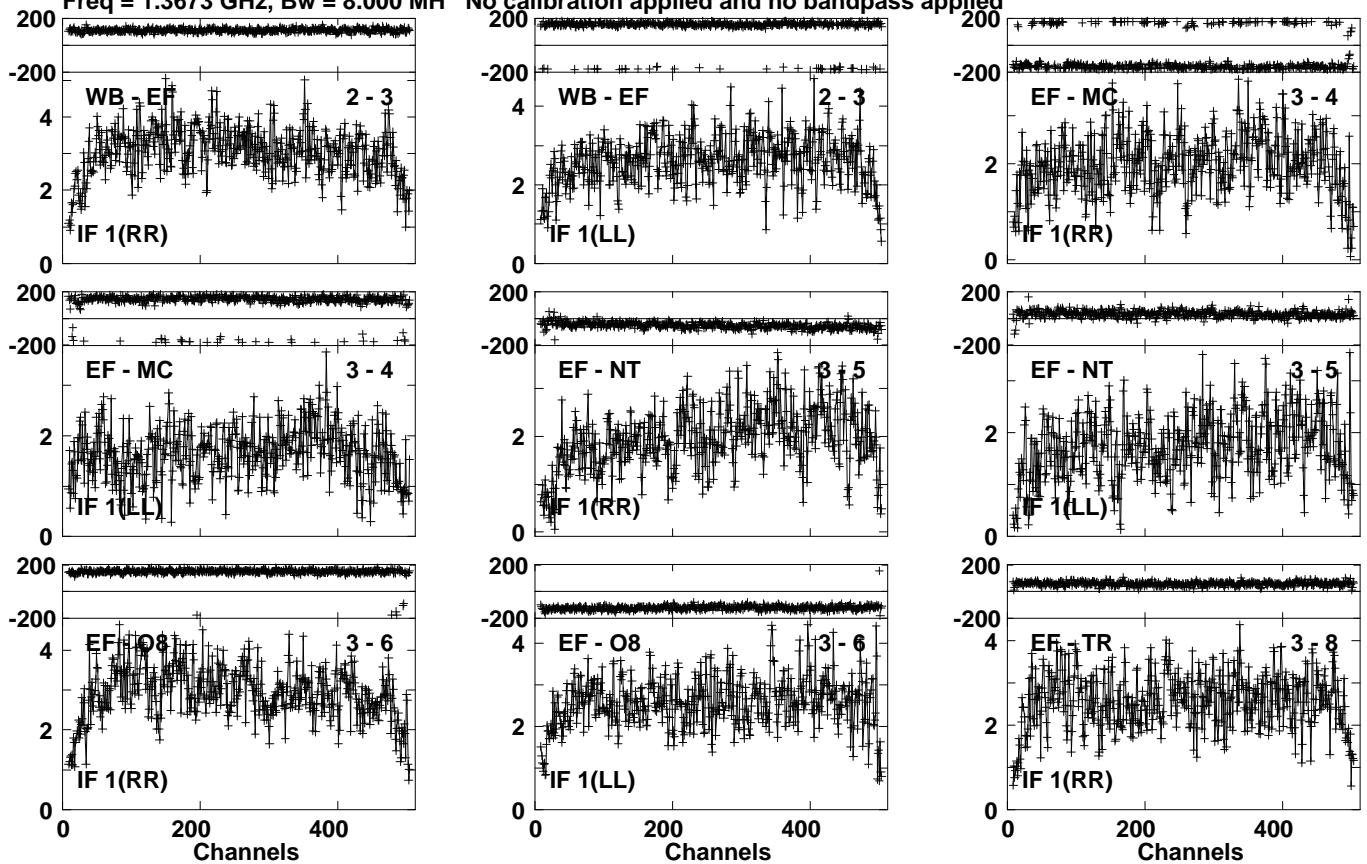 Freq = 1.3673 GHz, Bw = 8.000 MH No calibration applied and no bandpass applied
200
-200
WB - EF 2 - 3
4
2
IF 1(RR)
0
WB - EF 2 - 3
4
2
IF 1(LL)
0
200
-200
200
-200
EF - MC 3 - 4
2
IF 1(RR)
0
200
-200
EF - MC 3 - 4
2
IF 1(LL)
0
200
-200
EF - NT 3 - 5
2
IF 1(RR)
0
200
-200
EF - NT 3 - 5
2
IF 1(LL)
0
200
-200
EF - O8 3 - 6
4
2
IF 1(RR)
0
0 200 400
Channels
200
-200
EF - O8 3 - 6
4
2
IF 1(LL)
0
0 200 400
Channels
200
-200
EF - TR 3 - 8
4
2
IF 1(RR)
0
0 200 400
Channels